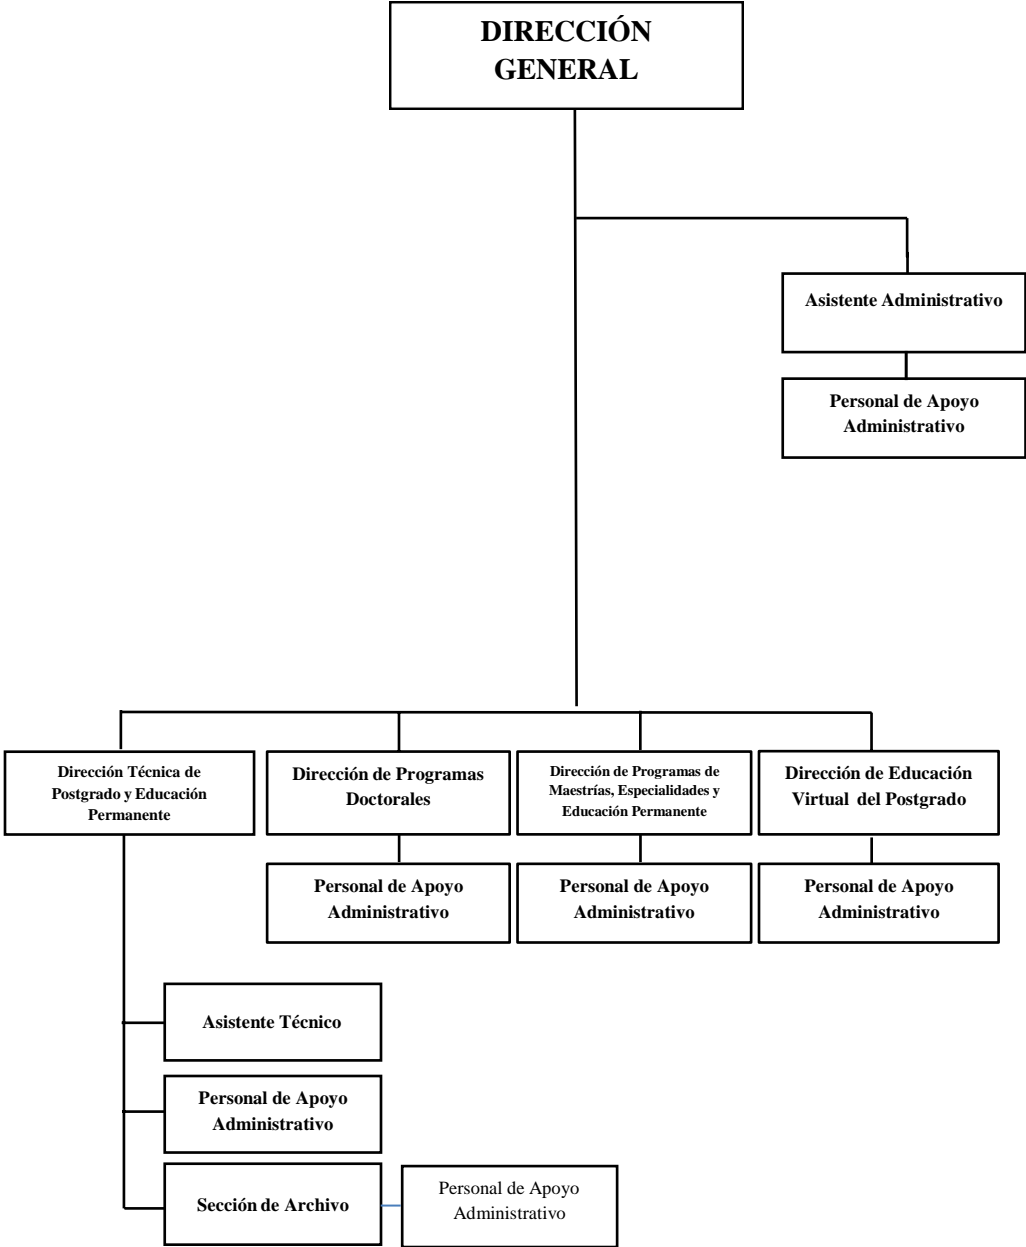 DIRECCIÓN
GENERAL
Asistente Administrativo
Personal de Apoyo
Administrativo
Dirección Técnica de
Postgrado y Educación
Permanente
Dirección de Programas
Doctorales
Dirección de Programas de
Maestrías, Especialidades y
Educación Permanente
Dirección de Educación
Virtual del Postgrado
Personal de Apoyo
Administrativo
Personal de Apoyo
Administrativo
Personal de Apoyo
Administrativo
Asistente Técnico
Personal de Apoyo
Administrativo
Sección de Archivo
Personal de Apoyo
Administrativo